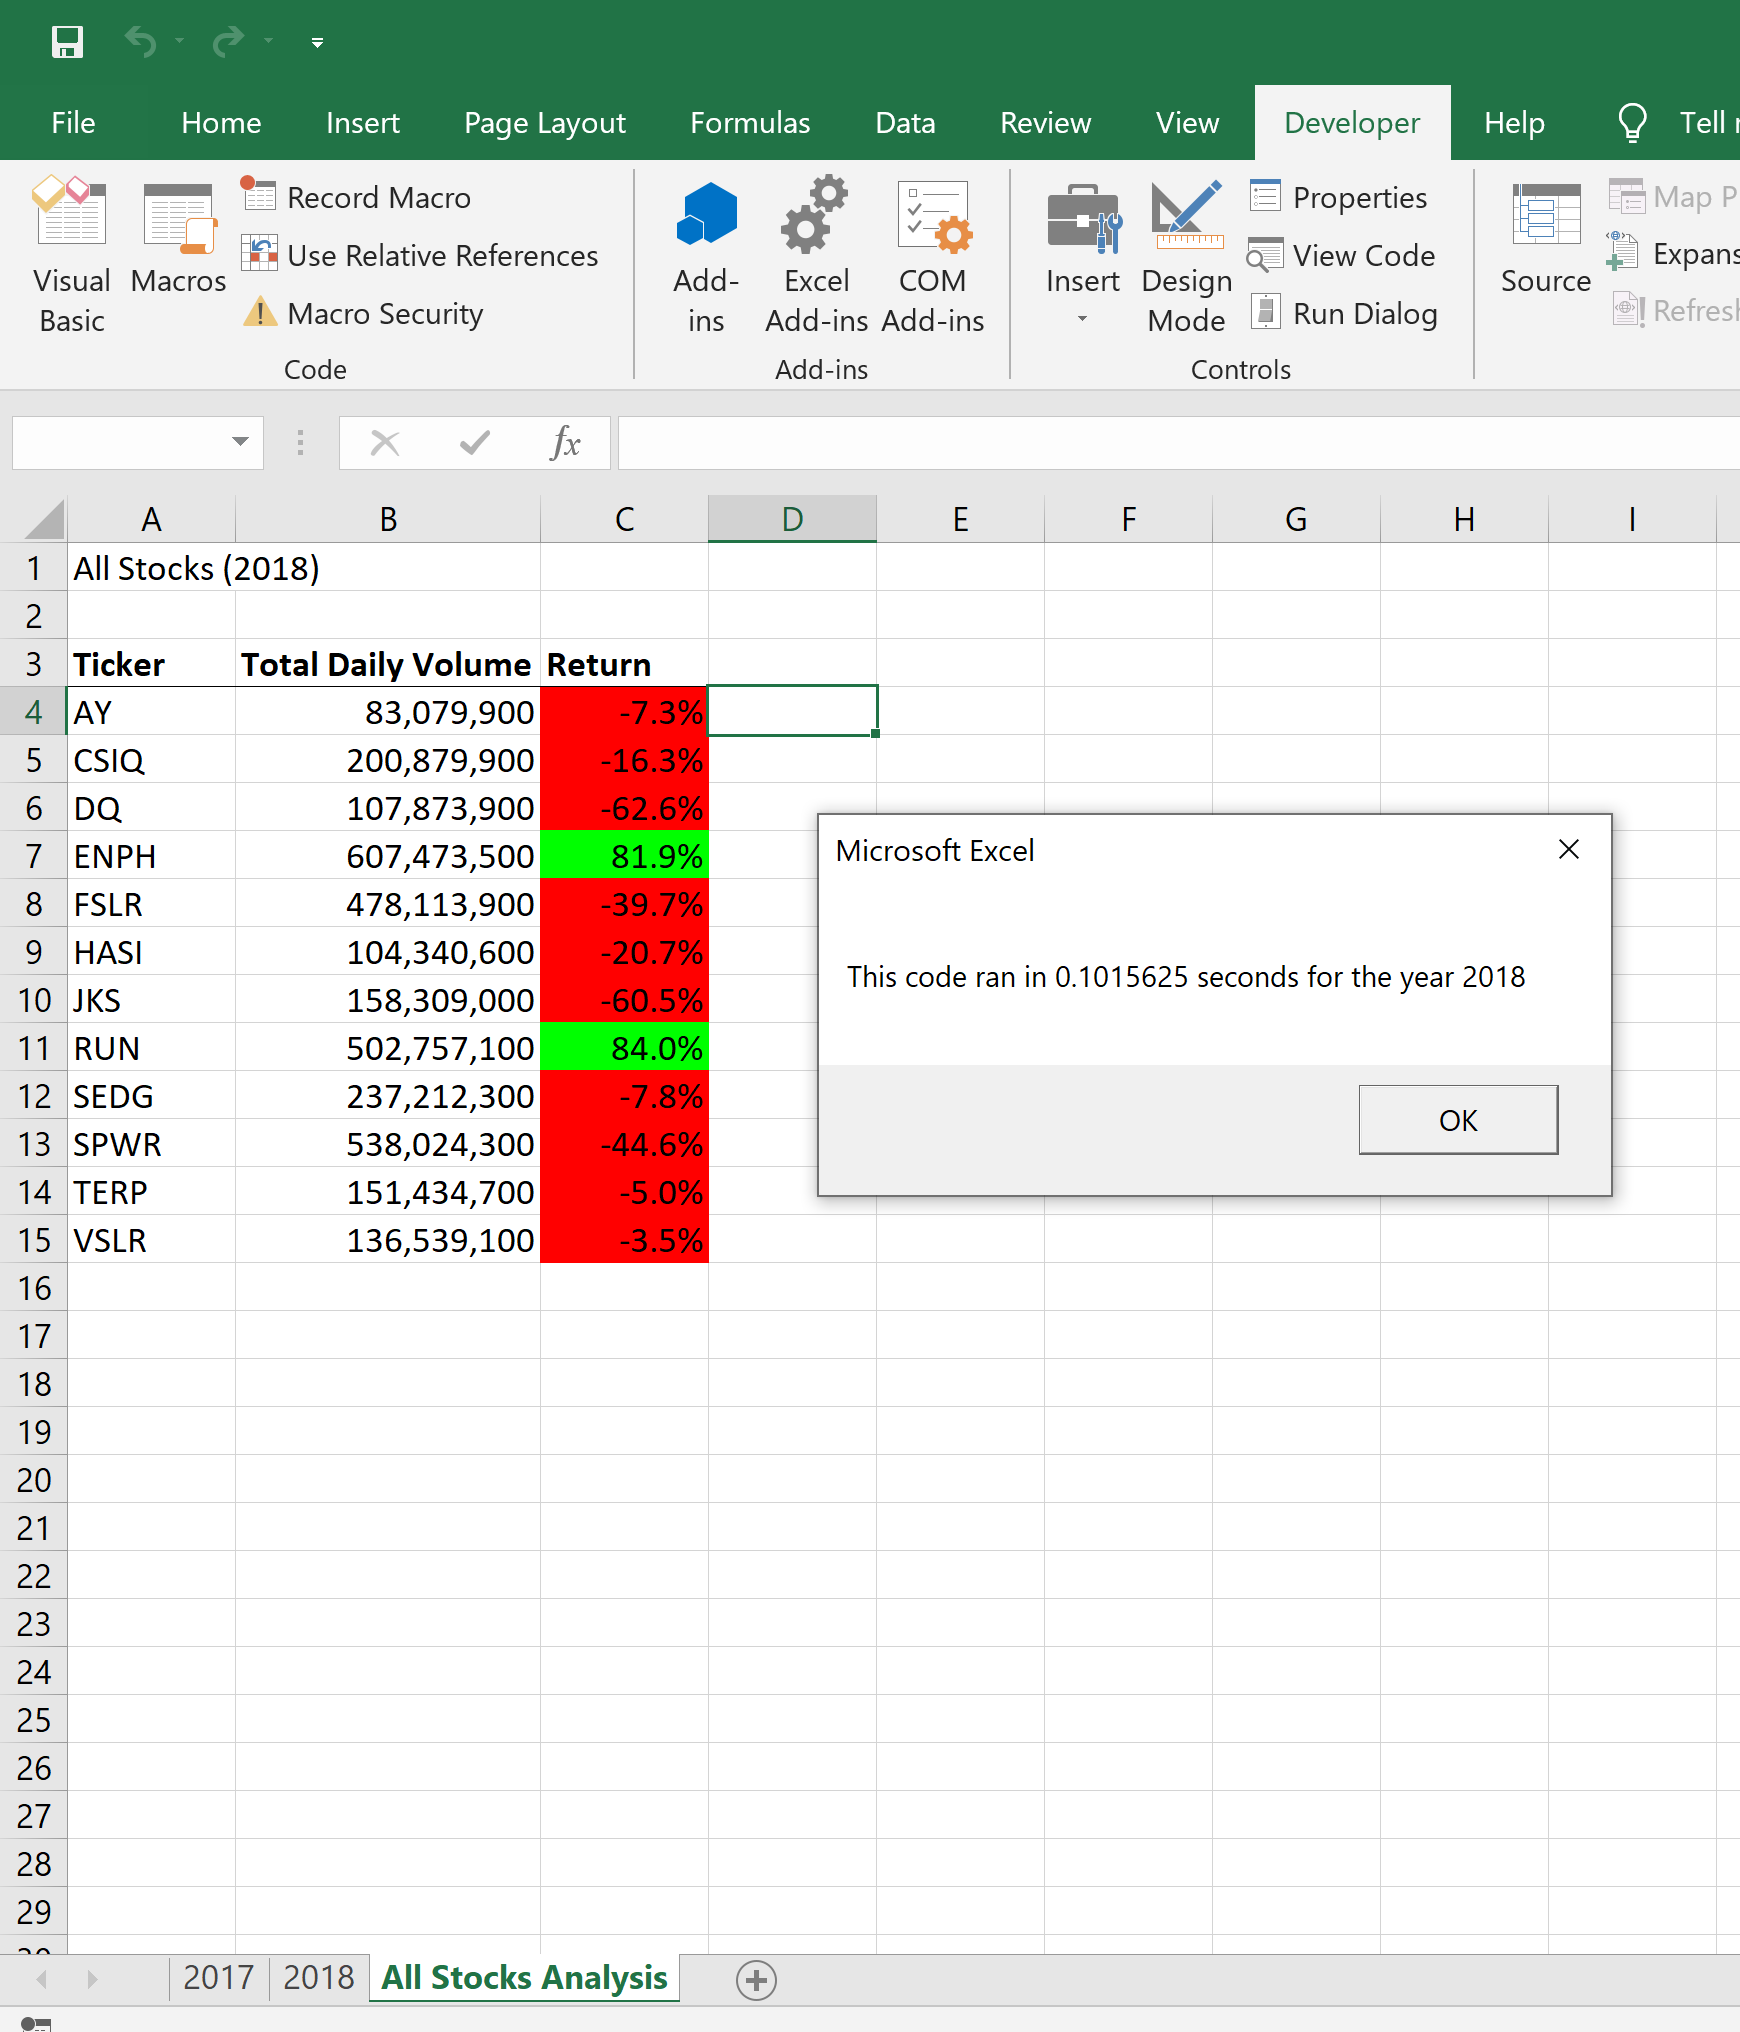 File Home Insert Page Layout Formulas Data Review View Developer Help Tell
Visual Basic
Macros
Record Macro
Use Relative References
Macro Security
Code
Add-ins
Excel Add-ins
COM Add-ins
Add-ins
Insert
Design Mode
Properties
View Code
Run Dialog
Controls
Source
Map P
Expans
Refresh
fx
A B C D E F G H I
1 All Stocks (2018)
2
3 Ticker Total Daily Volume Return
4 AY 83,079,900 -7.3%
5 CSIQ 200,879,900 -16.3%
6 DQ 107,873,900 -62.6%
7 ENPH 607,473,500 81.9%
8 FSLR 478,113,900 -39.7%
9 HASI 104,340,600 -20.7%
10 JKS 158,309,000 -60.5%
11 RUN 502,757,100 84.0%
12 SEDG 237,212,300 -7.8%
13 SPWR 538,024,300 -44.6%
14 TERP 151,434,700 -5.0%
15 VSLR 136,539,100 -3.5%
Microsoft Excel
This code ran in 0.1015625 seconds for the year 2018
OK
16
17
18
19
20
21
22
23
24
25
26
27
28
29
2017 2018 All Stocks Analysis